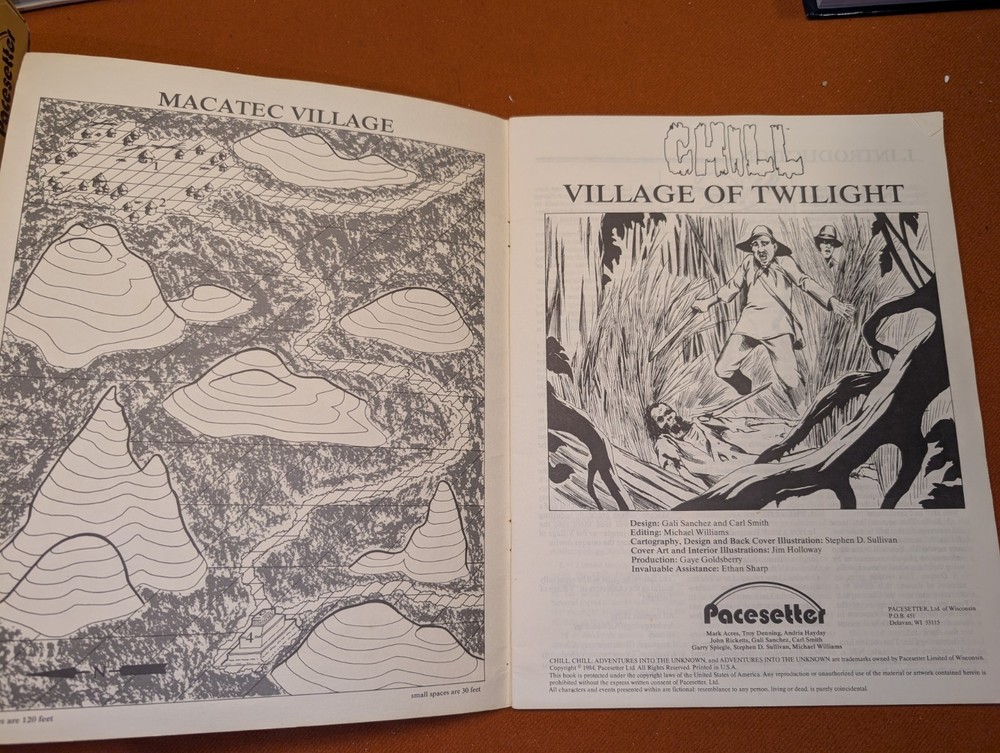 Pacesetter
MACATEC VILLAGE
1
2
4
N
small spaces are 30 feet
are 120 feet
CHILL
VILLAGE OF TWILIGHT
Design: Gali Sanchez and Carl Smith
Editing: Michael Williams
Cartography, Design and Back Cover Illustration: Stephen D. Sullivan
Cover Art and Interior Illustrations: Jim Holloway
Production: Gaye Goldsberry
Invaluable Assistance: Ethan Sharp
Pacesetter
Mark Acres, Troy Denning, Andria Hayday
John Ricketts, Gali Sanchez, Carl Smith
Garry Spiegle, Stephen D. Sullivan, Michael Williams
PACESETTER, Ltd. of Wisconsin
P.O.B. 451
Delavan, WI 53115
CHILL, CHILL: ADVENTURES INTO THE UNKNOWN, and ADVENTURES INTO THE UNKNOWN are trademarks owned by Pacesetter Limited of Wisconsin.
Copyright © 1984, Pacesetter Ltd. All Rights Reserved. Printed in U.S.A.
This book is protected under the copyright laws of the United States of America. Any reproduction or unauthorized use of the material or artwork contained herein is
prohibited without the express written consent of Pacesetter, Ltd.
All characters and events presented within are fictional: resemblance to any person, living or dead, is purely coincidental.